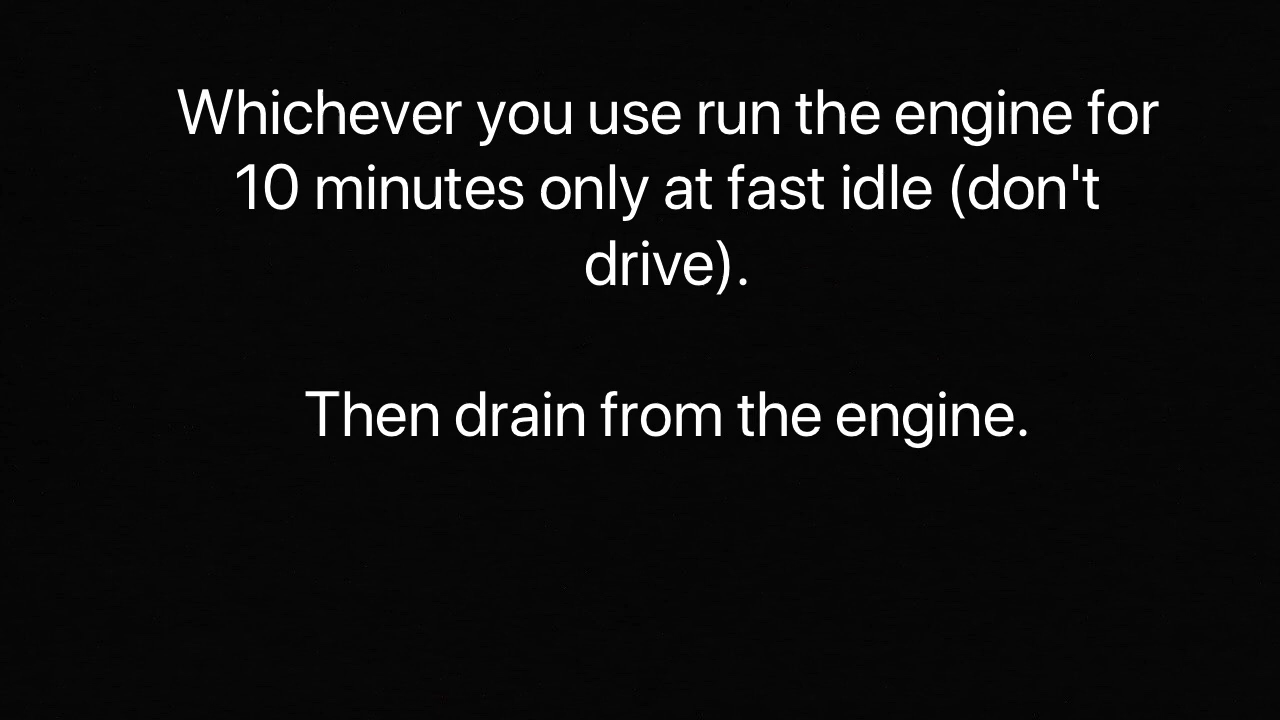 Whichever you use run the engine for
10 minutes only at fast idle (don't
drive).
Then drain from the engine.